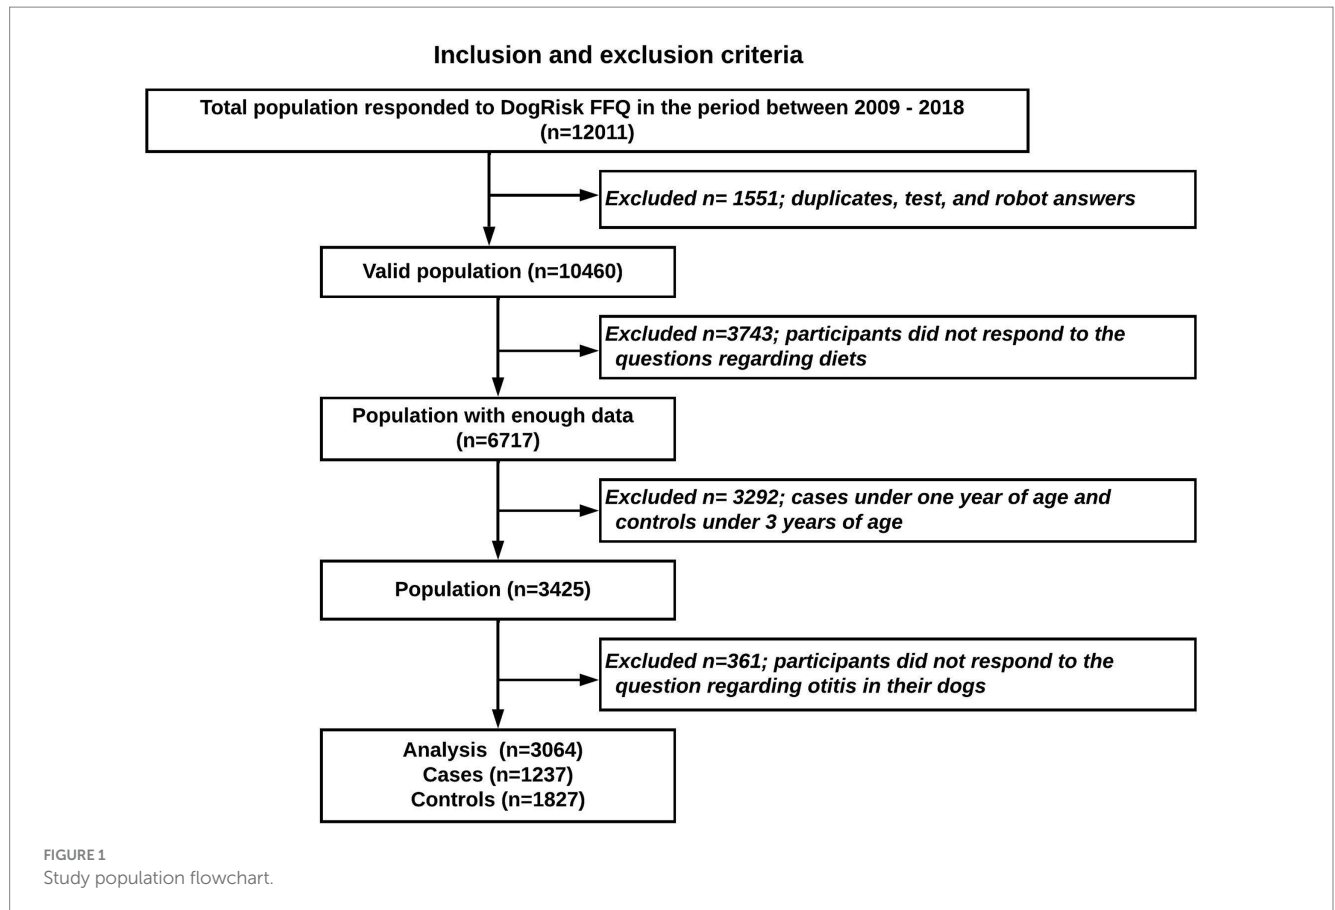 Inclusion and exclusion criteria
Total population responded to DogRisk FFQ in the period between 2009 - 2018
(n=12011)
Excluded n= 1551; duplicates, test, and robot answers
Valid population (n=10460)
Excluded n=3743; participants did not respond to the
questions regarding diets
Population with enough data
(n=6717)
Excluded n= 3292; cases under one year of age and
controls under 3 years of age
Population (n=3425)
Excluded n=361; participants did not respond to the
question regarding otitis in their dogs
Analysis  (n=3064)
Cases (n=1237)
Controls (n=1827)
FIGURE 1
Study population flowchart.